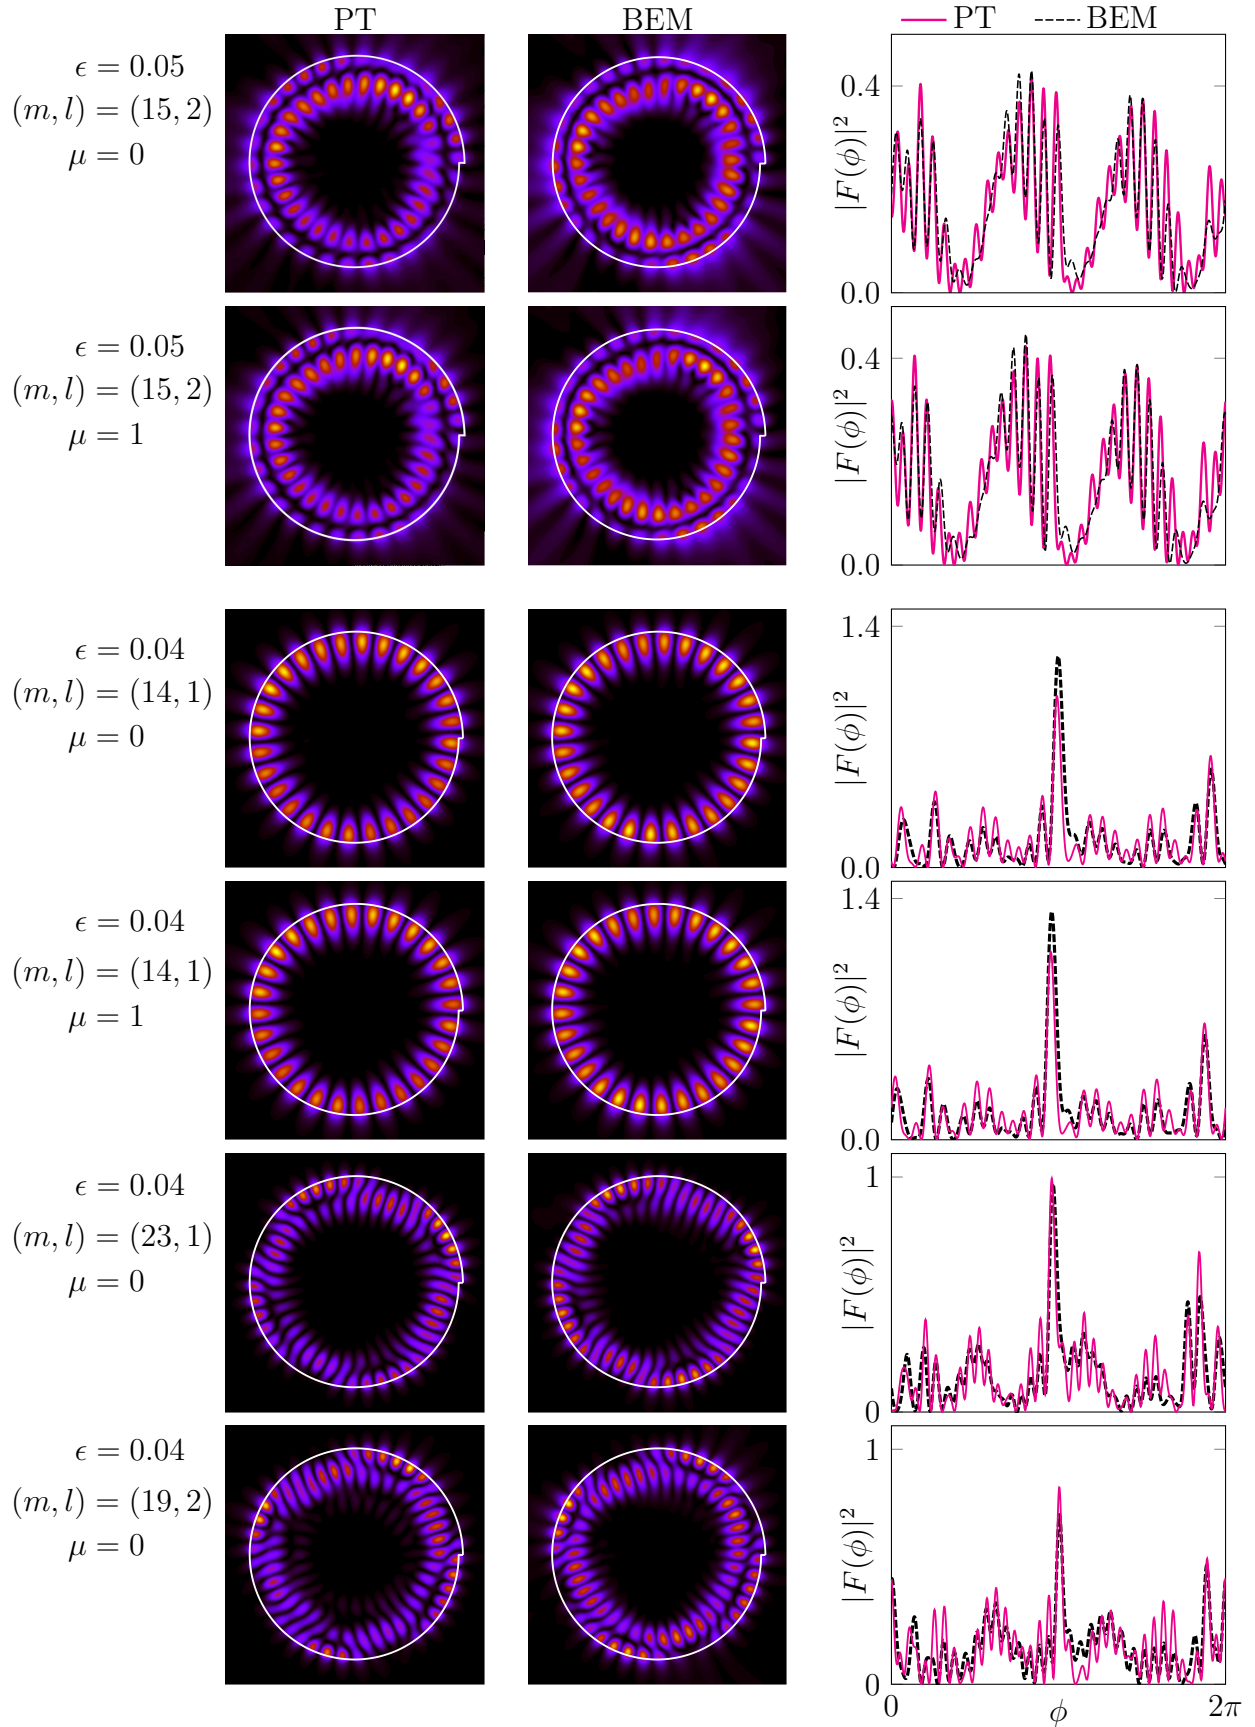 PT BEM PT BEM
ϵ = 0.05
(m, l) = (15, 2)
μ = 0
|F(ϕ)|²
0.4
0.0
ϵ = 0.05
(m, l) = (15, 2)
μ = 1
|F(ϕ)|²
0.4
0.0
ϵ = 0.04
(m, l) = (14, 1)
μ = 0
|F(ϕ)|²
1.4
0.0
ϵ = 0.04
(m, l) = (14, 1)
μ = 1
|F(ϕ)|²
1.4
0.0
ϵ = 0.04
(m, l) = (23, 1)
μ = 0
|F(ϕ)|²
1
0
ϵ = 0.04
(m, l) = (19, 2)
μ = 0
|F(ϕ)|²
1
0
0 ϕ 2π